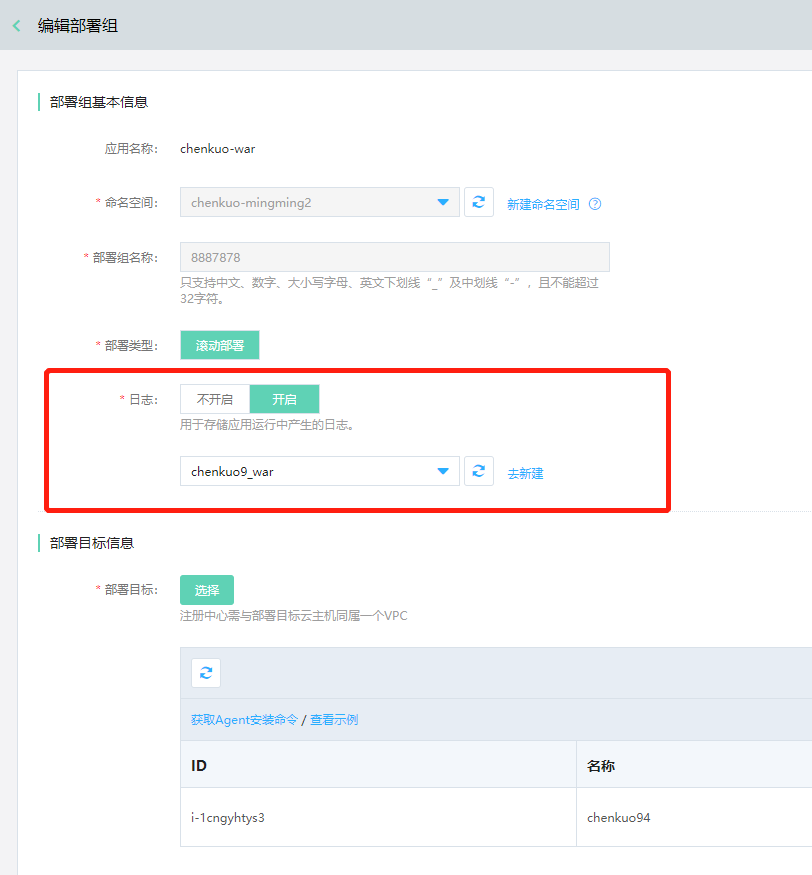 编辑部署组
部署组基本信息
应用名称： chenkuo-war
* 命名空间： chenkuo-mingming2 新建命名空间 ?
* 部署组名称： 8887878
只支持中文、数字、大小写字母、英文下划线“_”及中划线“-”，且不能超过
32字符。
* 部署类型： 滚动部署
* 日志： 不开启 开启
用于存储应用运行中产生的日志。
chenkuo9_war 去新建
部署目标信息
* 部署目标： 选择
注册中心需与部署目标云主机同属一个VPC
获取Agent安装命令 / 查看示例
ID 名称
i-1cngyhtys3 chenkuo94